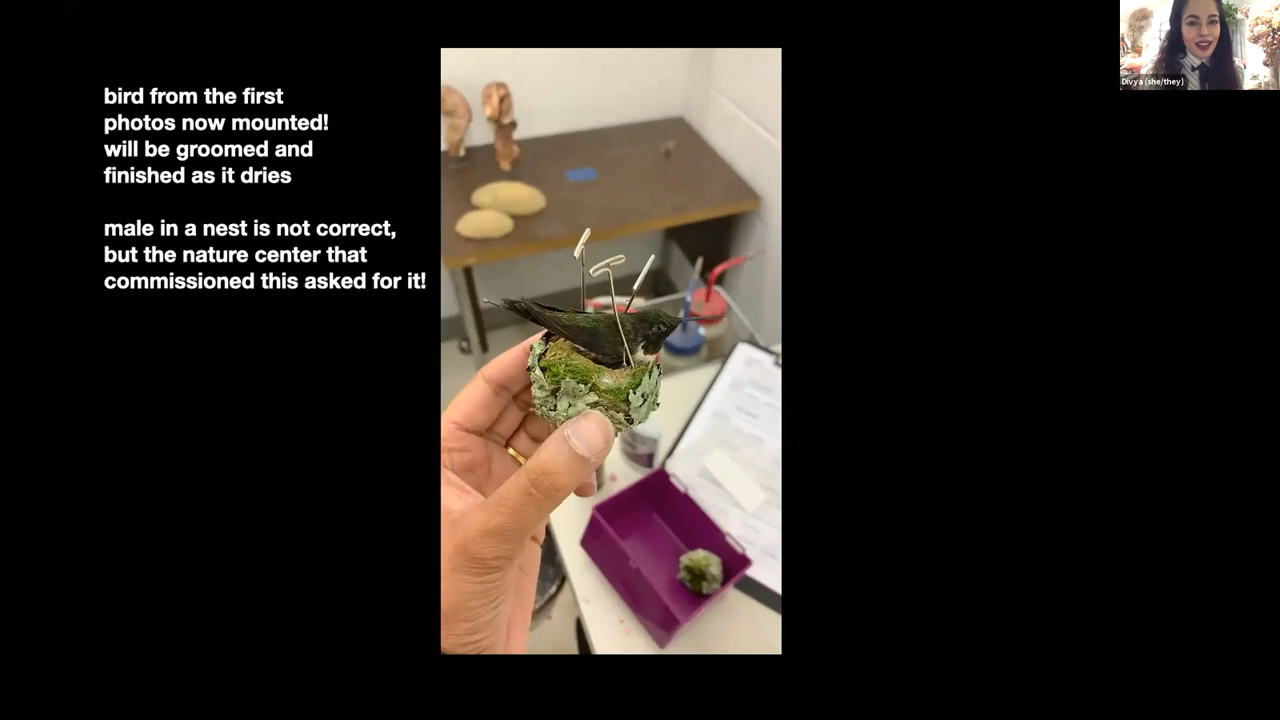 bird from the first
photos now mounted!
will be groomed and
finished as it dries
male in a nest is not correct,
but the nature center that
commissioned this asked for it!
Divya (she/they)